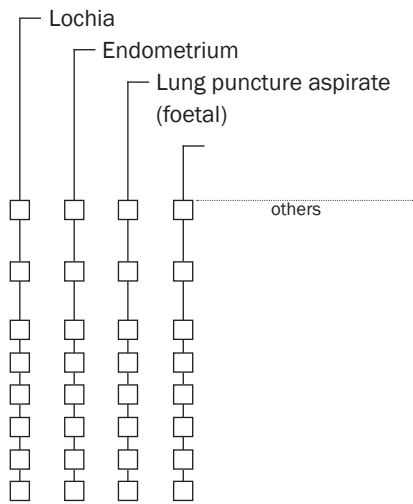 Lochia
Endometrium
Lung puncture aspirate
(foetal)
others